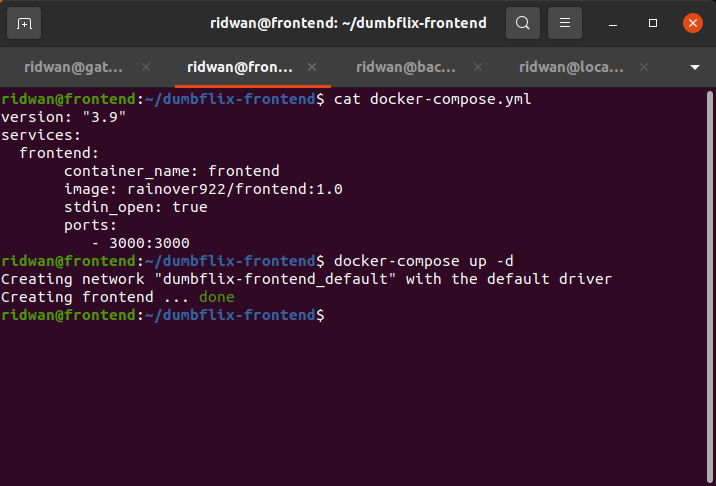 ridwan@frontend: ~/dumbflix-frontend
ridwan@gat...
ridwan@fron...
ridwan@bac...
ridwan@loca...
ridwan@frontend:~/dumbflix-frontend$ cat docker-compose.yml
version: "3.9"
services:
  frontend:
       container_name: frontend
       image: rainover922/frontend:1.0
       stdin_open: true
       ports:
          - 3000:3000
ridwan@frontend:~/dumbflix-frontend$ docker-compose up -d
Creating network "dumbflix-frontend_default" with the default driver
Creating frontend ... done
ridwan@frontend:~/dumbflix-frontend$